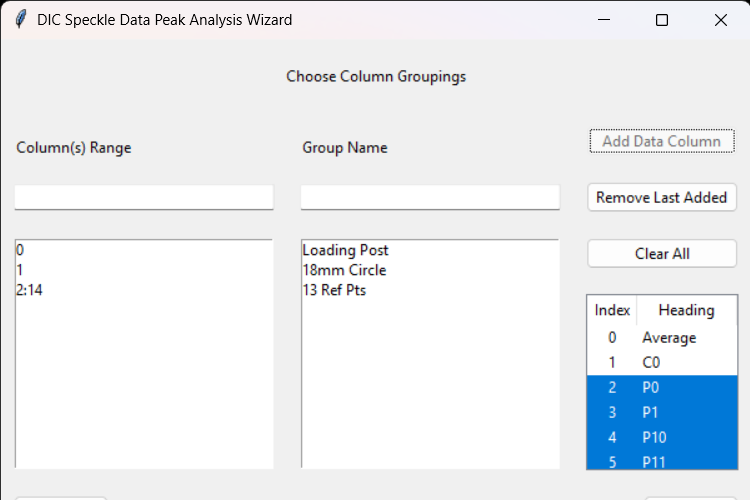 DIC Speckle Data Peak Analysis Wizard
Choose Column Groupings
Column(s) Range
Group Name
Add Data Column
Remove Last Added
0
1
2:14
Loading Post
18mm Circle
13 Ref Pts
Clear All
Index Heading
0 Average
1 C0
2 P0
3 P1
4 P10
5 P11